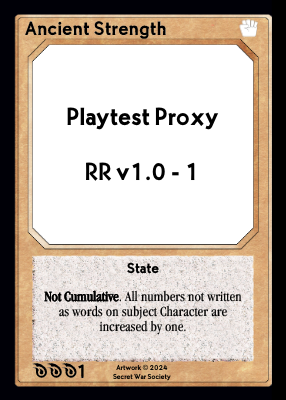 Ancient Strength
Playtest Proxy
RR v1.0 - 1
State
Not Cumulative. All numbers not written
as words on subject Character are
increased by one.
1
Artwork © 2024
Secret War Society